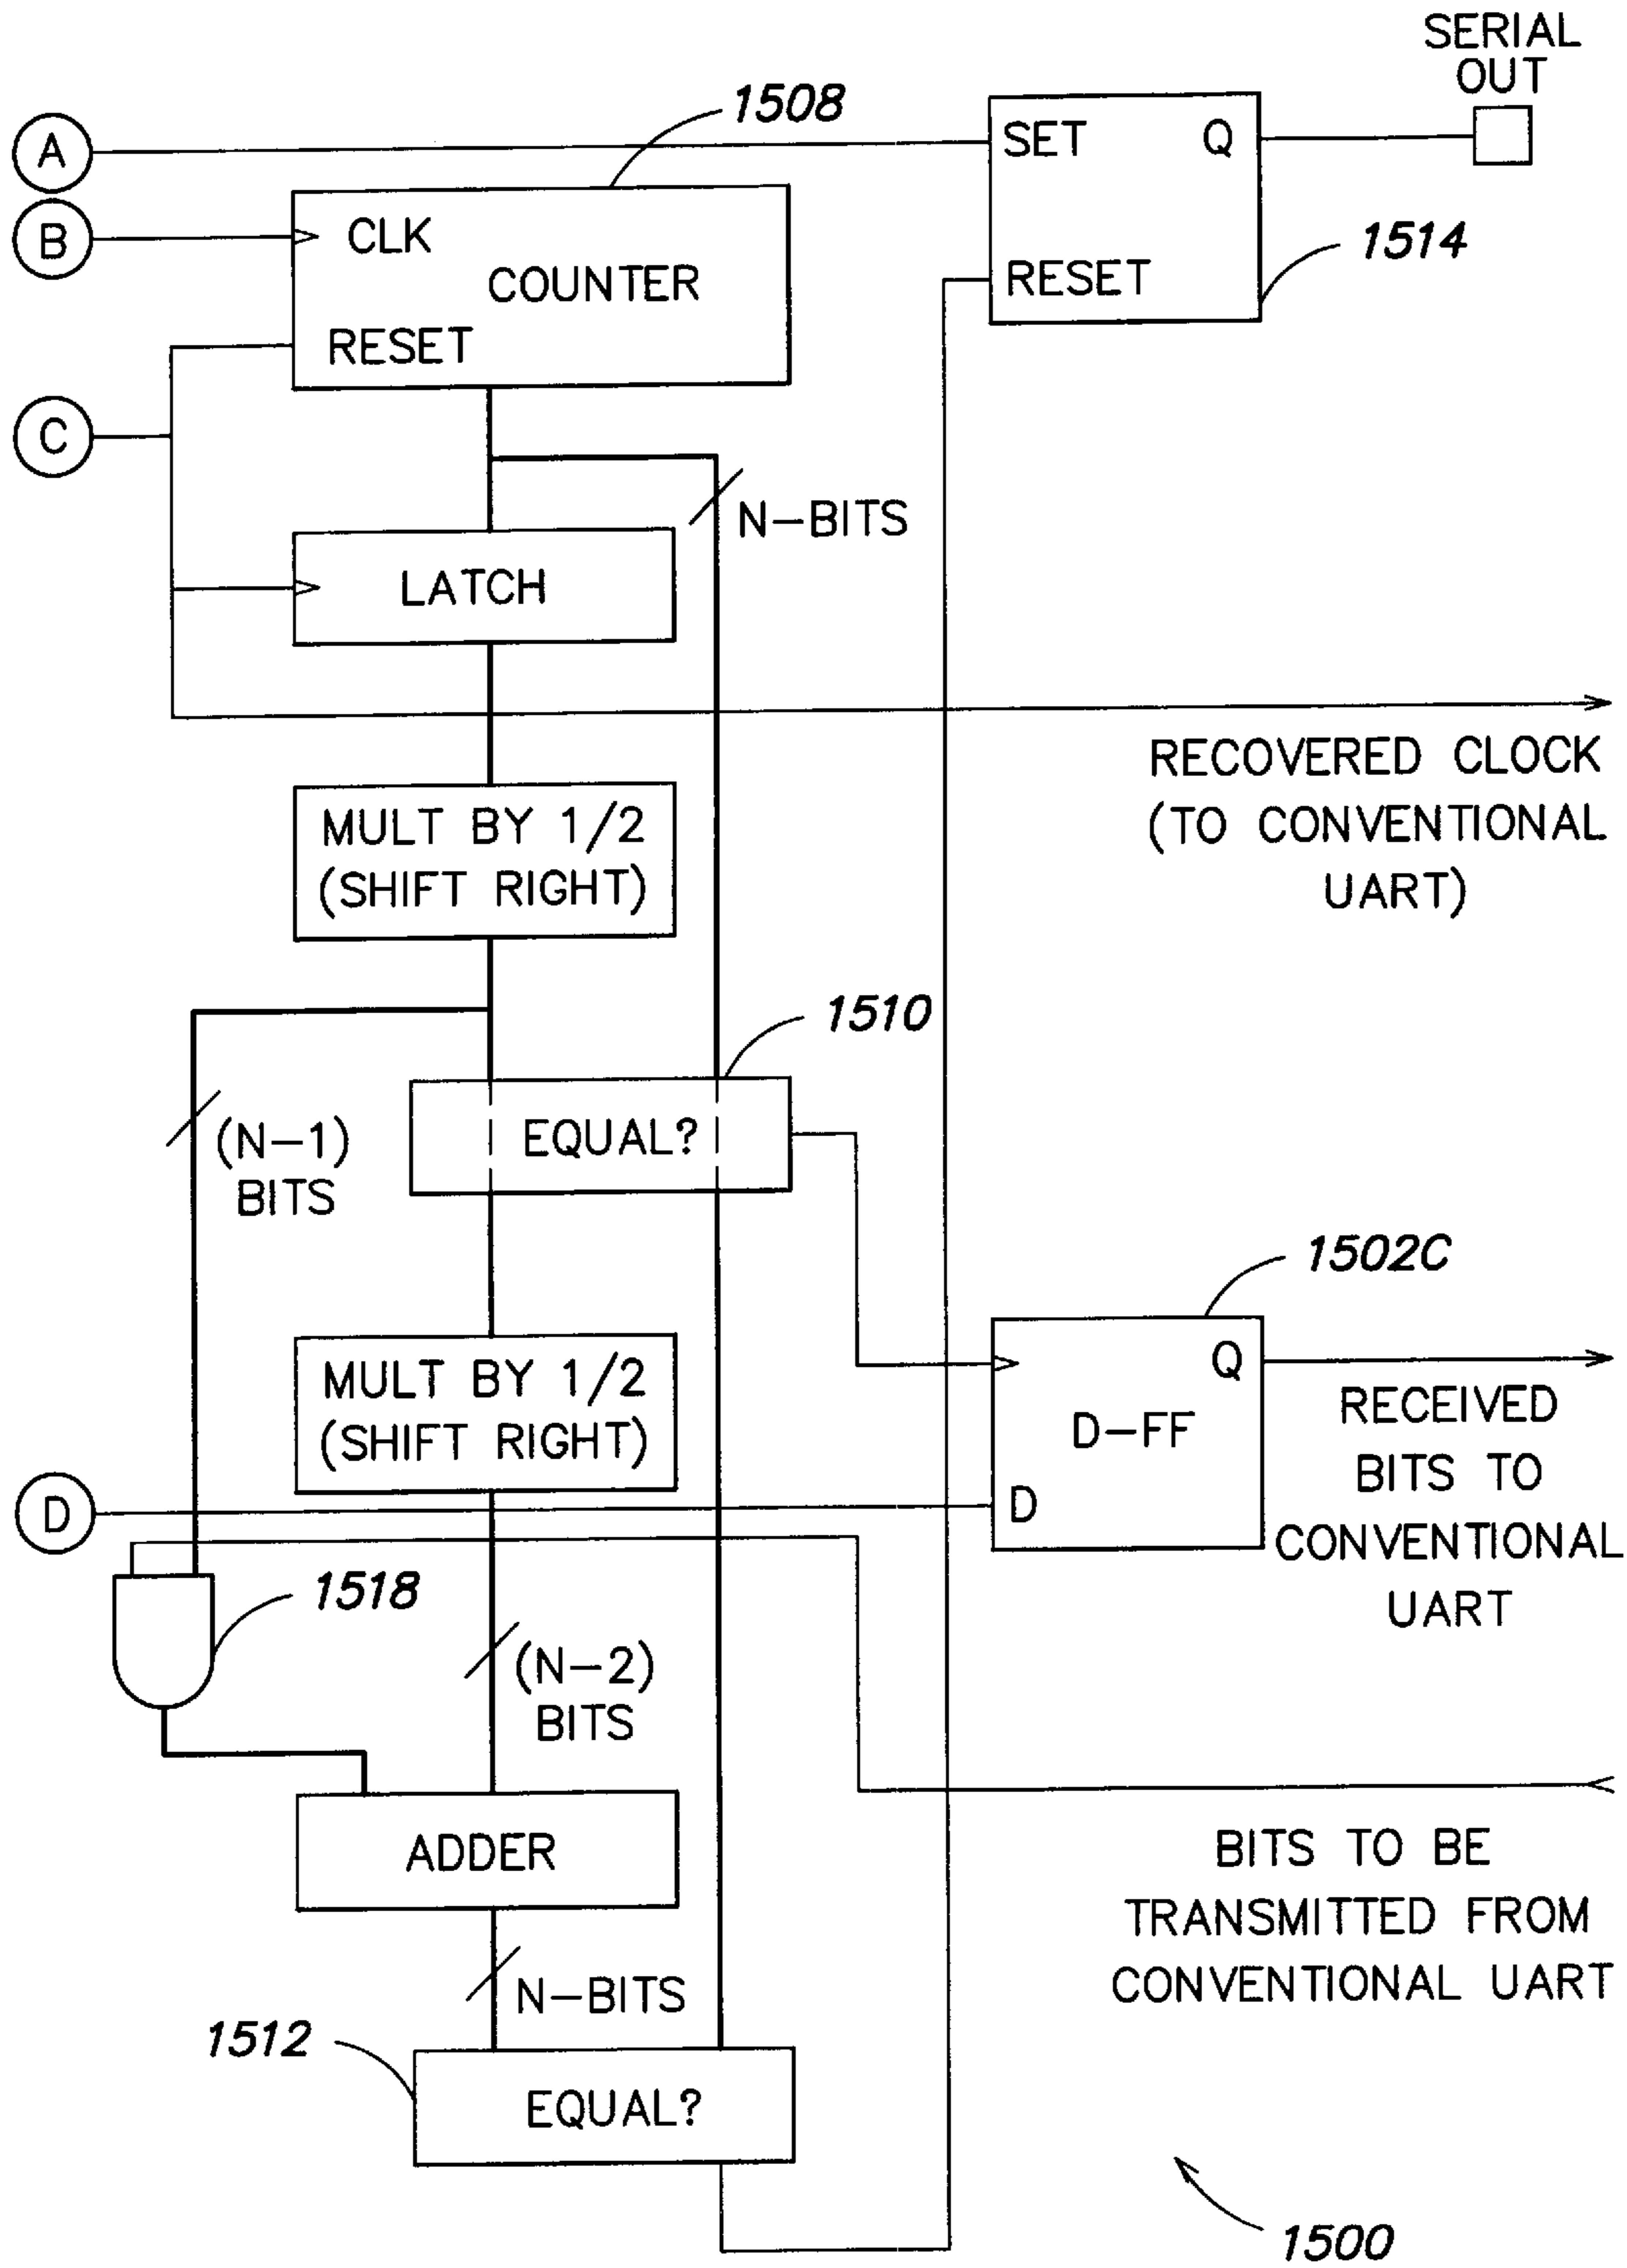 SERIAL
OUT
1508
A
SET
Q
B
CLK
COUNTER
1514
RESET
RESET
C
N-BITS
LATCH
RECOVERED CLOCK
(TO CONVENTIONAL
UART)
MULT BY 1/2
(SHIFT RIGHT)
1510
(N-1)
BITS
EQUAL?
1502C
MULT BY 1/2
(SHIFT RIGHT)
Q
D-FF
D
RECEIVED
BITS TO
CONVENTIONAL
UART
D
1518
(N-2)
BITS
ADDER
BITS TO BE
TRANSMITTED FROM
CONVENTIONAL UART
N-BITS
1512
EQUAL?
1500